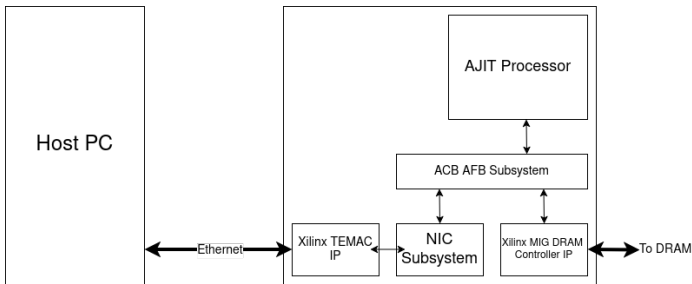 AJIT Processor
Host PC
ACB AFB Subsystem
Xilinx TEMAC
IP
NIC
Subsystem
Xilinx MIG DRAM
Controller IP
Ethernet
To DRAM